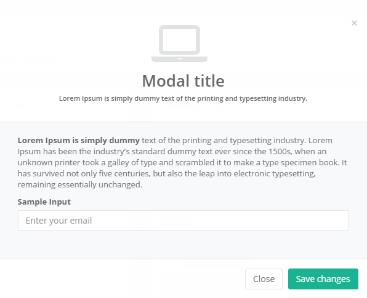 ×
Modal title
Lorem Ipsum is simply dummy text of the printing and typesetting industry.
Lorem Ipsum is simply dummy text of the printing and typesetting industry. Lorem
Ipsum has been the industry's standard dummy text ever since the 1500s, when an
unknown printer took a galley of type and scrambled it to make a type specimen book. It
has survived not only five centuries, but also the leap into electronic typesetting,
remaining essentially unchanged.
Sample Input
Enter your email
Close Save changes